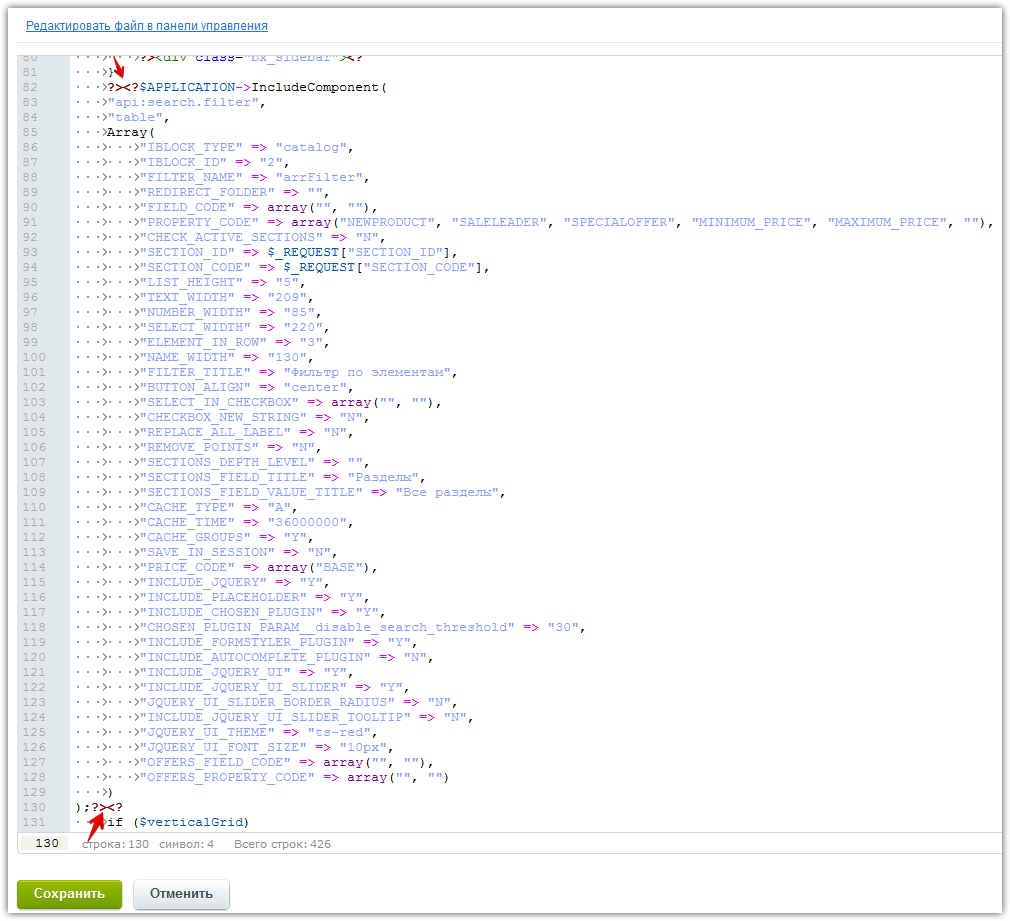 Редактировать файл в панели управления
80 ?><div class="bx_sidebar"><?
81 }
82 ?><?$APPLICATION->IncludeComponent(
83 "api:search.filter",
84 "table",
85 Array(
86 "IBLOCK_TYPE" => "catalog",
87 "IBLOCK_ID" => "2",
88 "FILTER_NAME" => "arrFilter",
89 "REDIRECT_FOLDER" => "",
90 "FIELD_CODE" => array("", ""),
91 "PROPERTY_CODE" => array("NEWPRODUCT", "SALELEADER", "SPECIALOFFER", "MINIMUM_PRICE", "MAXIMUM_PRICE", ""),
92 "CHECK_ACTIVE_SECTIONS" => "N",
93 "SECTION_ID" => $_REQUEST["SECTION_ID"],
94 "SECTION_CODE" => $_REQUEST["SECTION_CODE"],
95 "LIST_HEIGHT" => "5",
96 "TEXT_WIDTH" => "209",
97 "NUMBER_WIDTH" => "85",
98 "SELECT_WIDTH" => "220",
99 "ELEMENT_IN_ROW" => "3",
100 "NAME_WIDTH" => "130",
101 "FILTER_TITLE" => "Фильтр по элементам",
102 "BUTTON_ALIGN" => "center",
103 "SELECT_IN_CHECKBOX" => array("", ""),
104 "CHECKBOX_NEW_STRING" => "N",
105 "REPLACE_ALL_LABEL" => "N",
106 "REMOVE_POINTS" => "N",
107 "SECTIONS_DEPTH_LEVEL" => "",
108 "SECTIONS_FIELD_TITLE" => "Разделы",
109 "SECTIONS_FIELD_VALUE_TITLE" => "Все разделы",
110 "CACHE_TYPE" => "A",
111 "CACHE_TIME" => "36000000",
112 "CACHE_GROUPS" => "Y",
113 "SAVE_IN_SESSION" => "N",
114 "PRICE_CODE" => array("BASE"),
115 "INCLUDE_JQUERY" => "Y",
116 "INCLUDE_PLACEHOLDER" => "Y",
117 "INCLUDE_CHOSEN_PLUGIN" => "Y",
118 "CHOSEN_PLUGIN_PARAM__disable_search_threshold" => "30",
119 "INCLUDE_FORMSTYLER_PLUGIN" => "Y",
120 "INCLUDE_AUTOCOMPLETE_PLUGIN" => "N",
121 "INCLUDE_JQUERY_UI" => "Y",
122 "INCLUDE_JQUERY_UI_SLIDER" => "Y",
123 "JQUERY_UI_SLIDER_BORDER_RADIUS" => "N",
124 "INCLUDE_JQUERY_UI_SLIDER_TOOLTIP" => "N",
125 "JQUERY_UI_THEME" => "ts-red",
126 "JQUERY_UI_FONT_SIZE" => "10px",
127 "OFFERS_FIELD_CODE" => array("", ""),
128 "OFFERS_PROPERTY_CODE" => array("", "")
129 )
130 );?><?
131 if ($verticalGrid)
130 строка: 130 символ: 4 Всего строк: 426
Сохранить Отменить